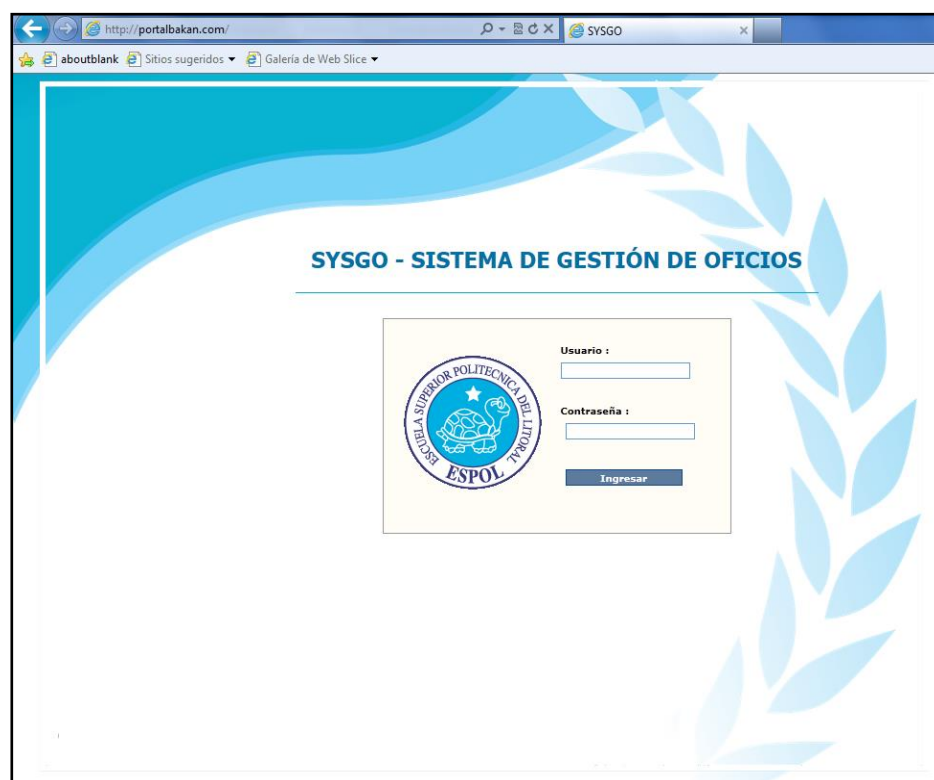 http://portalbakan.com/
SYSGO
aboutblank
Sitios sugeridos
Galería de Web Slice
SYSGO - SISTEMA DE GESTIÓN DE OFICIOS
Usuario :
ESCUELA SUPERIOR POLITECNICA DEL LITORAL
ESPOL
Contraseña :
Ingresar